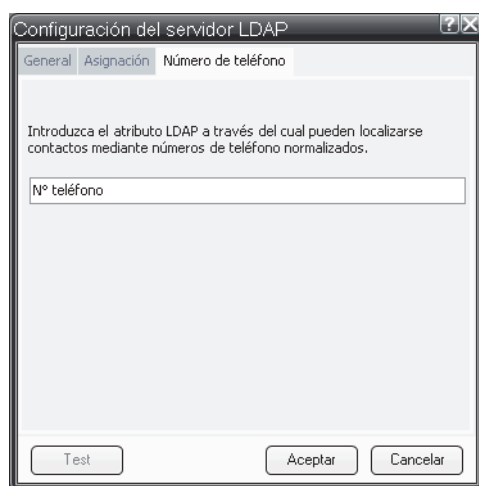 Configuración del servidor LDAP
General Asignación Número de teléfono
Introduzca el atributo LDAP a través del cual pueden localizarse
contactos mediante números de teléfono normalizados.
Nº teléfono
Test Aceptar Cancelar